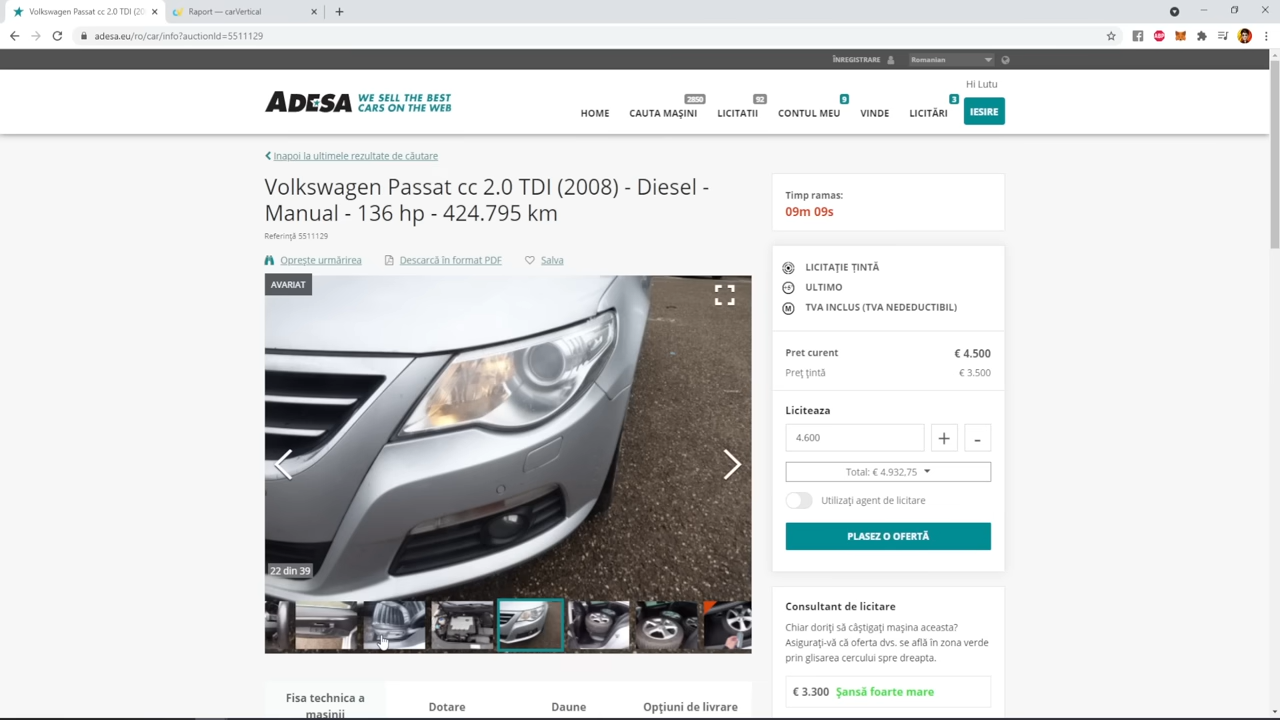 Volkswagen Passat cc 2.0 TDI (20
Raport — carVertical
adesa.eu/ro/car/info?auctionId=5511129
ÎNREGISTRARE
Romanian
ADESA WE SELL THE BEST
CARS ON THE WEB
Hi Lutu
HOME
CAUTA MAȘINI
2850
LICITATII
92
CONTUL MEU
9
VINDE
LICITĂRI
3
IESIRE
Inapoi la ultimele rezultate de căutare
Volkswagen Passat cc 2.0 TDI (2008) - Diesel -
Manual - 136 hp - 424.795 km
Referință 5511129
Oprește urmărirea
Descarcă în format PDF
Salva
AVARIAT
22 din 39
Fisa technica a
masinii
Dotare
Daune
Opțiuni de livrare
Timp ramas:
09m 09s
LICITAȚIE ȚINTĂ
ULTIMO
TVA INCLUS (TVA NEDEDUCTIBIL)
Pret curent € 4.500
Preț țintă € 3.500
Liciteaza
4.600
+
-
Total: € 4.932,75
Utilizați agent de licitare
PLASEZ O OFERTĂ
Consultant de licitare
Chiar doriți să câștigați mașina aceasta?
Asigurați-vă că oferta dvs. se află în zona verde
prin glisarea cercului spre dreapta.
€ 3.300 Șansă foarte mare